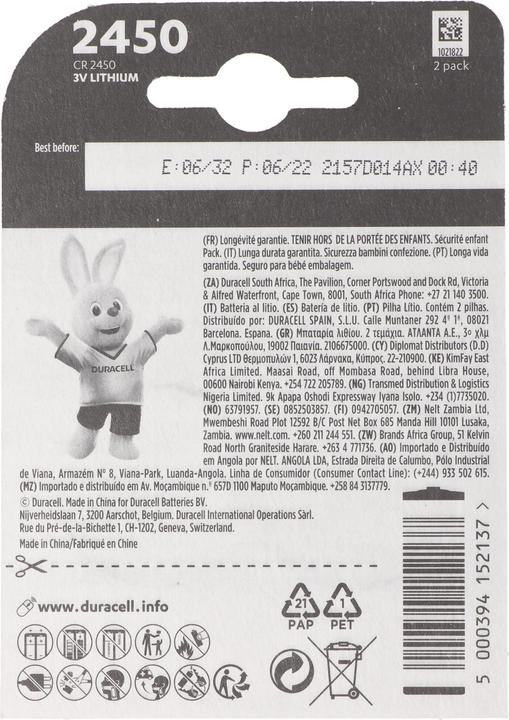 2450
CR 2450
3V LITHIUM
1021822
2 pack
Best before:
E:06/32 P:06/22 2157D014AX 00:40
(FR) Longévité garantie. TENIR HORS DE LA PORTÉE DES ENFANTS. Sécurité enfant
Pack. (IT) Lunga durata garantita. Sicurezza bambini confezione. (PT) Longa vida
garantida. Seguro para bébé embalagem.
(ZA) Duracell South Africa, The Pavilion, Corner Portswood and Dock Rd, Victoria
& Alfred Waterfront, Cape Town, 8001, South Africa Phone: +27 21 140 3500.
(IT) Batteria al litio. (ES) Batería de litio. (PT) Pilha Lítio. Contém 2 pilhas.
Distribuido por: DURACELL SPAIN, S.L.U. Calle Muntaner 292 4º 1ª, 08021
Barcelona. Espana. (GR) Μπαταρία λιθίου. 2 τεμάχια. ΑΤΛΑΝΤΑ Α.Ε., 3ο χλμ
Λ.Μαρκοπούλου, 19002 Παιανία. 2106675000. (CY) Diplomat Distributors (D.D)
Cyprus LTD Θερμοπυλών 1, 6023 Λάρνακα, Κύπρος. 22-210900. (KE) KimFay East
Africa Limited. Maasai Road, off Mombasa Road, behind Libra House,
00600 Nairobi Kenya. +254 722 205789. (NG) Transmed Distribution & Logistics
Nigeria Limited. 9k Apapa Oshodi Expressway Iyana Isolo. +234 (1)7735020.
(NO) 63791957. (SE) 0852503857. (FI) 0942705057. (ZM) Nelt Zambia Ltd,
Mwembeshi Road Plot 12592 B/C Post Net Box 685 Manda Hill 10101 Lusaka,
Zambia. www.nelt.com. +260 211 244 551. (ZW) Brands Africa Group, 51 Kelvin
Road North Graniteside Harare. +263 4 771736. (AO) Importado e Distribuído
em Angola por NELT. ANGOLA LDA, Estrada Direita de Calumbo, Pólo Industrial
de Viana, Armazém N° 8, Viana-Park, Luanda-Angola. Linha de Consumidor (Consumer Contact Line): (+244) 933 502 615.
(MZ) Importado e distribuído em Av. Moçambique n.º 657D 1100 Maputo Moçambique. +258 84 3137779.
© Duracell. Made in China for Duracell Batteries BV.
Nijverheidslaan 7, 3200 Aarschot, Belgium. Duracell International Operations Sàrl.
Rue du Pré-de-la-Bichette 1, CH-1202, Geneva, Switzerland.
Made in China/Fabriqué en Chine
DURACELL
www.duracell.info
21
PAP
1
PET
5 000394 152137 >